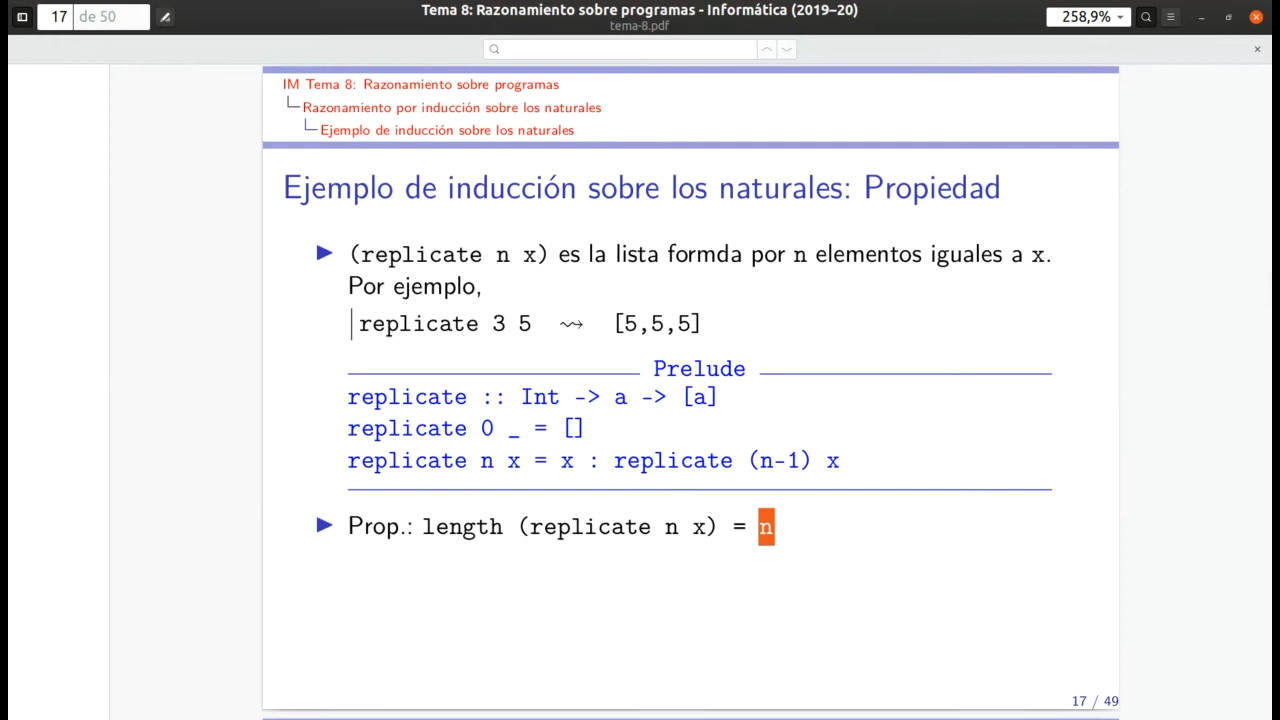 17 de 50
Tema 8: Razonamiento sobre programas - Informática (2019–20)
tema-8.pdf
258,9%
IM Tema 8: Razonamiento sobre programas
Razonamiento por inducción sobre los naturales
Ejemplo de inducción sobre los naturales
Ejemplo de inducción sobre los naturales: Propiedad
(replicate n x) es la lista formda por n elementos iguales a x.
Por ejemplo,
replicate 3 5 ⇝ [5,5,5]
Prelude
replicate :: Int -> a -> [a]
replicate 0 _ = []
replicate n x = x : replicate (n-1) x
Prop.: length (replicate n x) = n
17 / 49